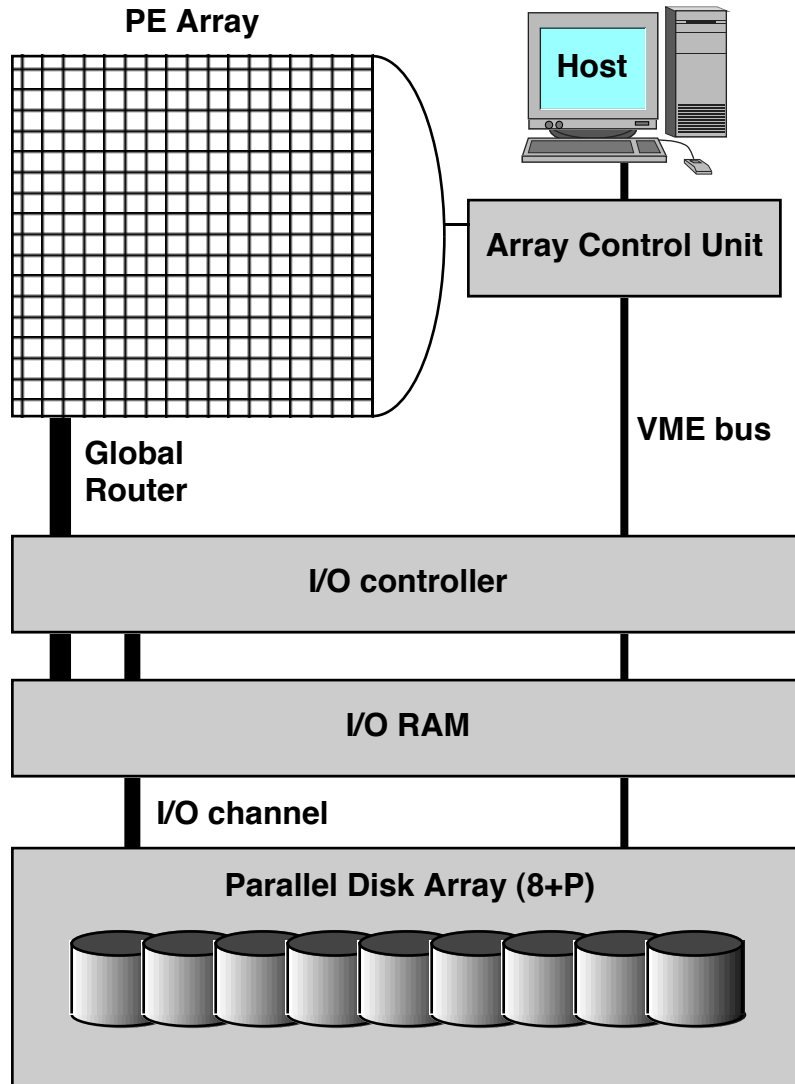 PE Array
Host
Array Control Unit
Global
Router
VME bus
I/O controller
I/O RAM
I/O channel
Parallel Disk Array (8+P)